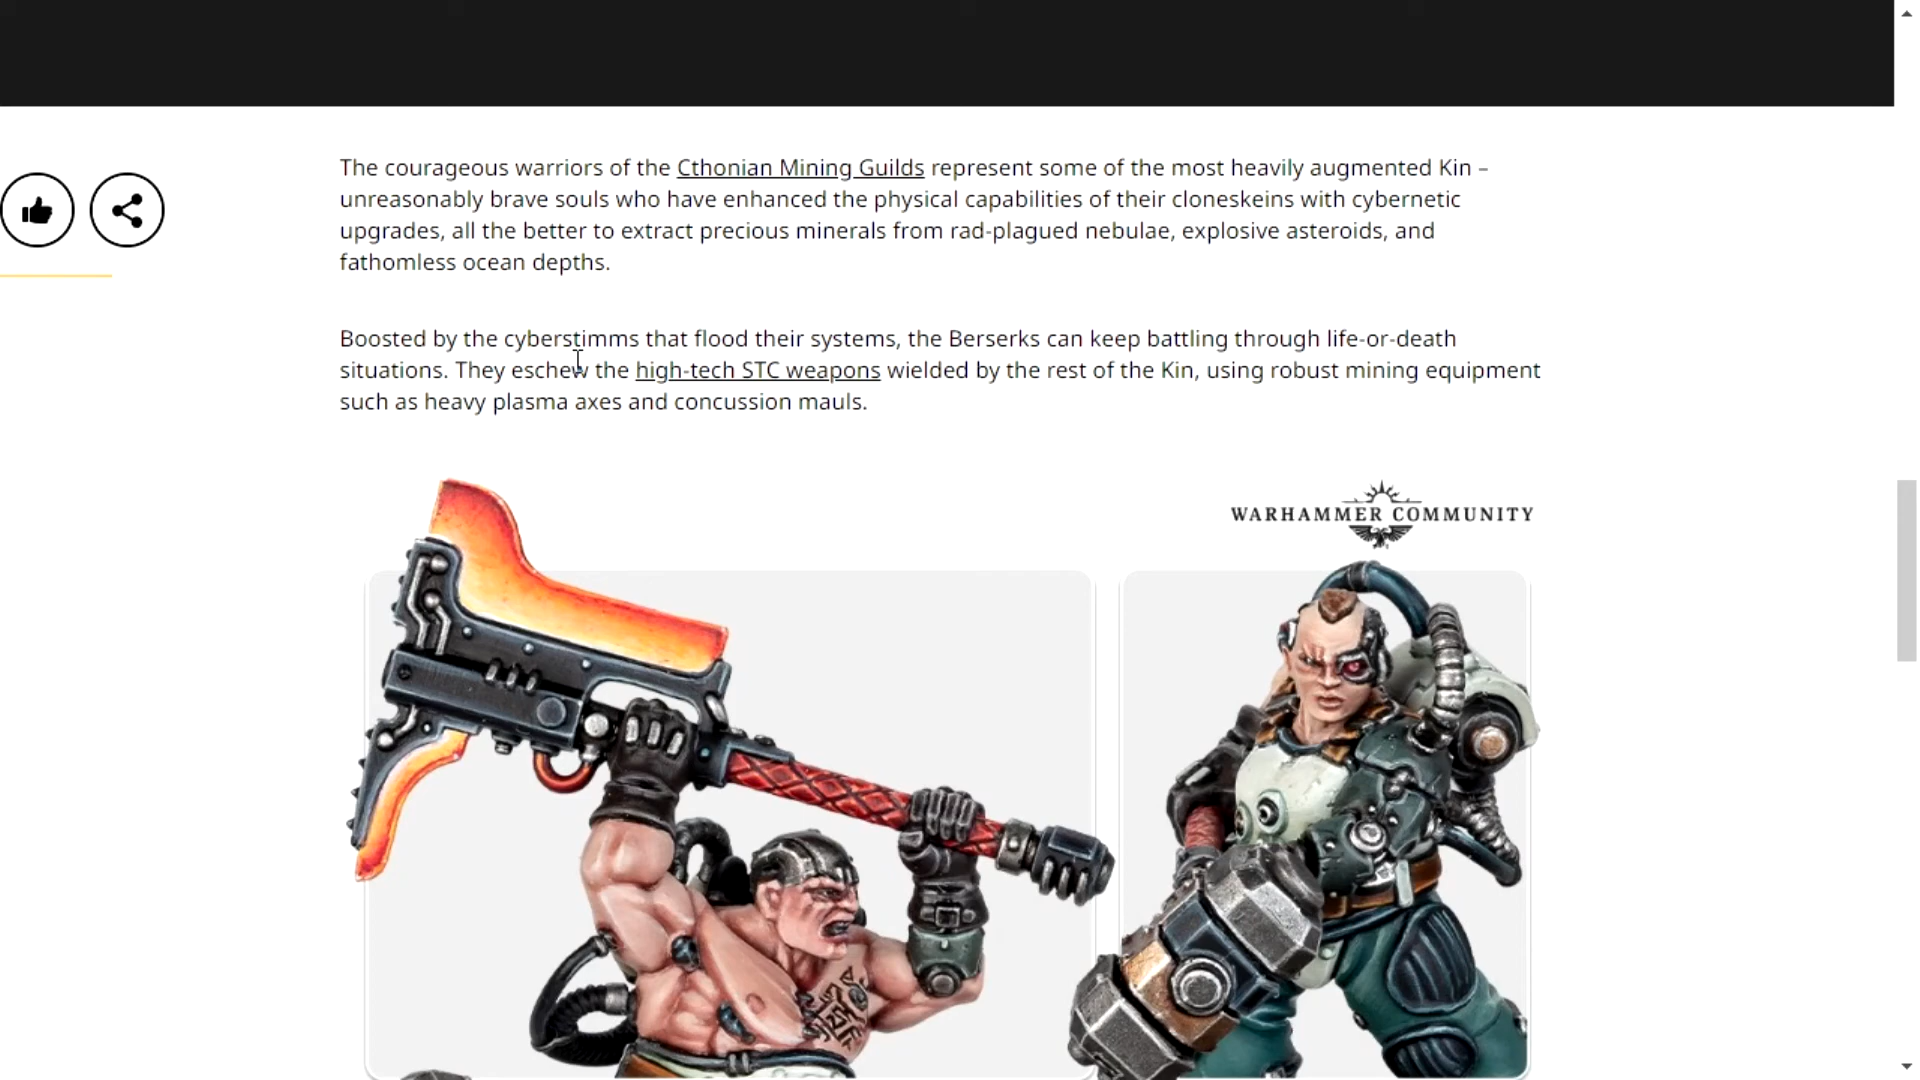 The courageous warriors of the Cthonian Mining Guilds represent some of the most heavily augmented Kin –
unreasonably brave souls who have enhanced the physical capabilities of their cloneskeins with cybernetic
upgrades, all the better to extract precious minerals from rad-plagued nebulae, explosive asteroids, and
fathomless ocean depths.
Boosted by the cyberstimms that flood their systems, the Berserks can keep battling through life-or-death
situations. They eschew the high-tech STC weapons wielded by the rest of the Kin, using robust mining equipment
such as heavy plasma axes and concussion mauls.
WARHAMMER COMMUNITY